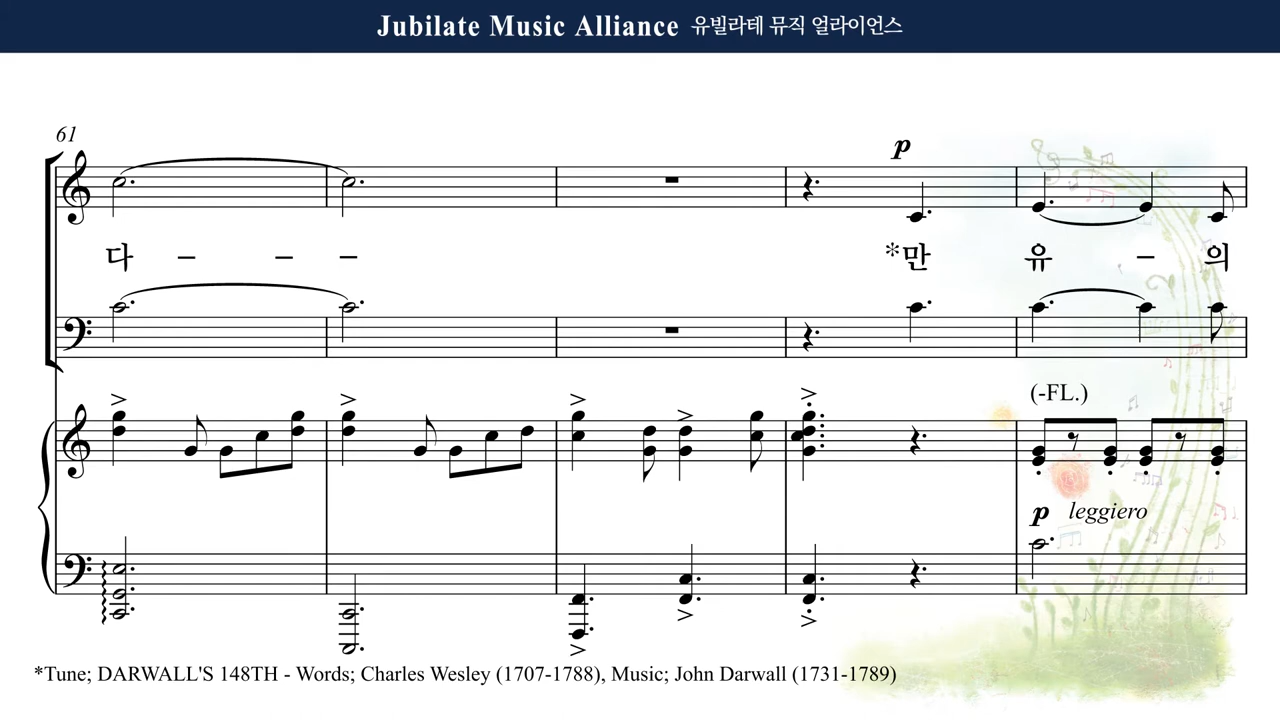 Jubilate Music Alliance 유빌라테 뮤직 얼라이언스
61
p
다 – – – *만 유 – 의
(-FL.)
p leggiero
*Tune; DARWALL'S 148TH - Words; Charles Wesley (1707-1788), Music; John Darwall (1731-1789)